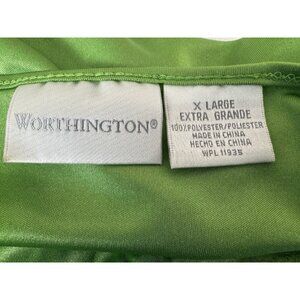 WORTHINGTON®
X LARGE
EXTRA GRANDE
100% POLYESTER/POLIESTER
MADE IN CHINA
HECHO EN CHINA
WPL 11935